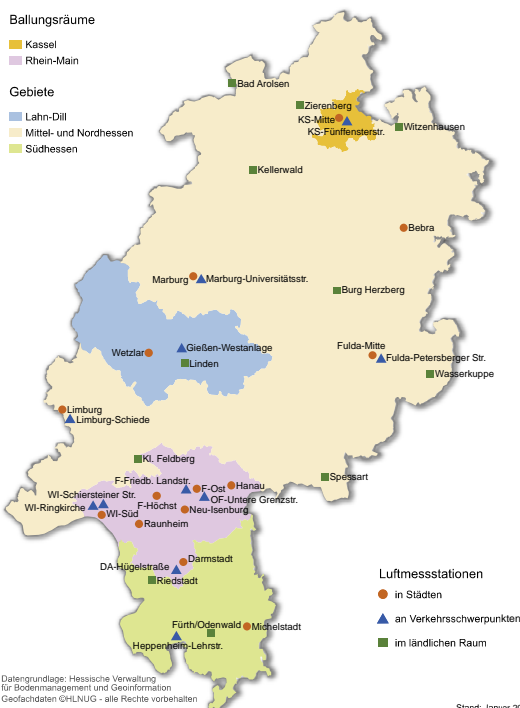 Ballungsräume
Kassel
Rhein-Main
Gebiete
Lahn-Dill
Mittel- und Nordhessen
Südhessen
Bad Arolsen
Zierenberg
KS-Mitte
KS-Fünffensterstr.
Witzenhausen
Kellerwald
Bebra
Marburg
Marburg-Universitätsstr.
Burg Herzberg
Gießen-Westanlage
Wetzlar
Linden
Fulda-Mitte
Fulda-Petersberger Str.
Wasserkuppe
Limburg
Limburg-Schiede
Kl. Feldberg
Spessart
F-Friedb. Landstr.
F-Ost
Hanau
WI-Schiersteiner Str.
OF-Untere Grenzstr.
WI-Ringkirche
F-Höchst
Neu-Isenburg
WI-Süd
Raunheim
Darmstadt
DA-Hügelstraße
Riedstadt
Fürth/Odenwald
Michelstadt
Heppenheim-Lehrstr.
Luftmessstationen
in Städten
an Verkehrsschwerpunkten
im ländlichen Raum
Datengrundlage: Hessische Verwaltung
für Bodenmanagement und Geoinformation
Geofachdaten ©HLNUG - alle Rechte vorbehalten
Stand: Januar 20